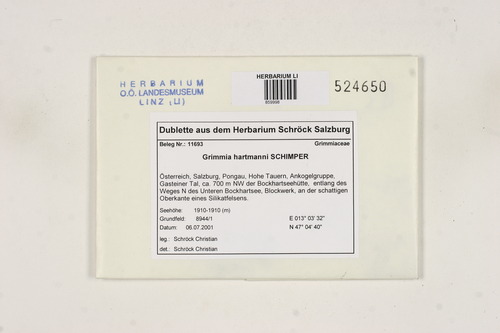 HERBARIUM
O.Ö. LANDESMUSEUM
LINZ (LI)
HERBARIUM LI
859998
524650
Dublette aus dem Herbarium Schröck Salzburg
Beleg Nr.: 11693 Grimmiaceae
Grimmia hartmanni SCHIMPER
Österreich, Salzburg, Pongau, Hohe Tauern, Ankogelgruppe,
Gasteiner Tal, ca. 700 m NW der Bockhartseehütte, entlang des
Weges N des Unteren Bockhartsee, Blockwerk, an der schattigen
Oberkante eines Silikatfelsens.
Seehöhe: 1910-1910 (m)
Grundfeld: 8944/1 E 013° 03' 32"
Datum: 06.07.2001 N 47° 04' 40"
leg.: Schröck Christian
det.: Schröck Christian